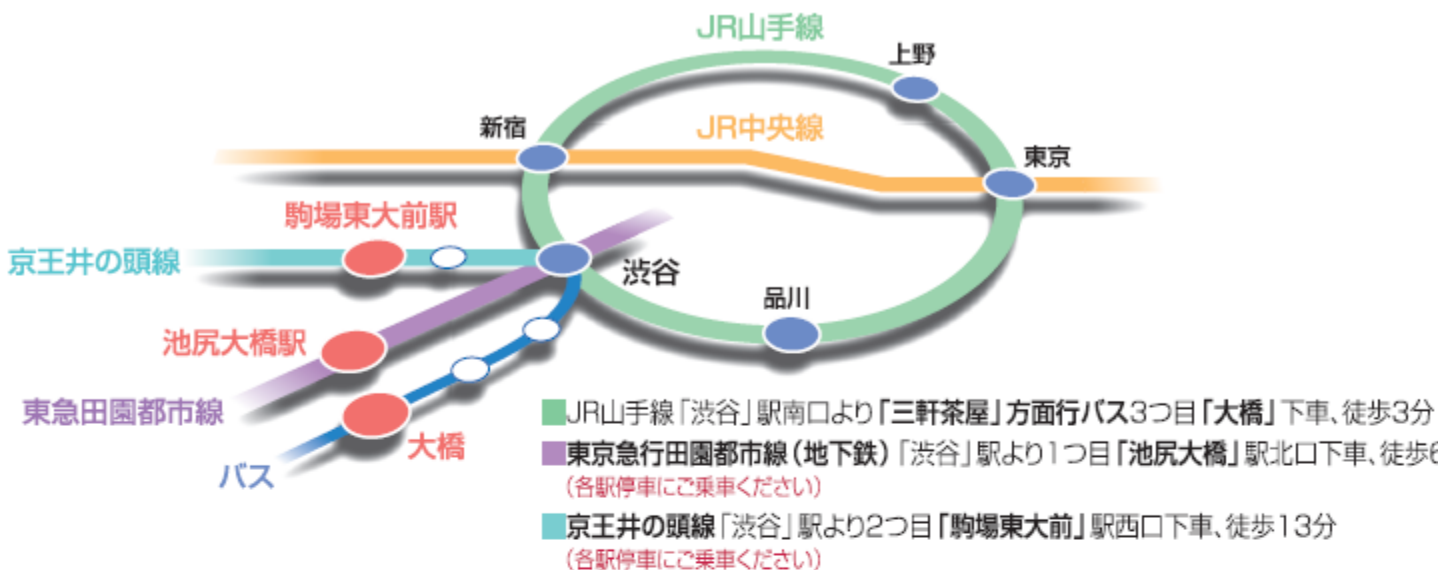 JR山手線
上野
新宿
JR中央線
東京
駒場東大前駅
京王井の頭線
渋谷
品川
池尻大橋駅
東急田園都市線
大橋
バス
JR山手線「渋谷」駅南口より「三軒茶屋」方面行バス3つ目「大橋」下車、徒歩3分
東京急行田園都市線(地下鉄)「渋谷」駅より1つ目「池尻大橋」駅北口下車、徒歩6
(各駅停車にご乗車ください)
京王井の頭線「渋谷」駅より2つ目「駒場東大前」駅西口下車、徒歩13分
(各駅停車にご乗車ください)